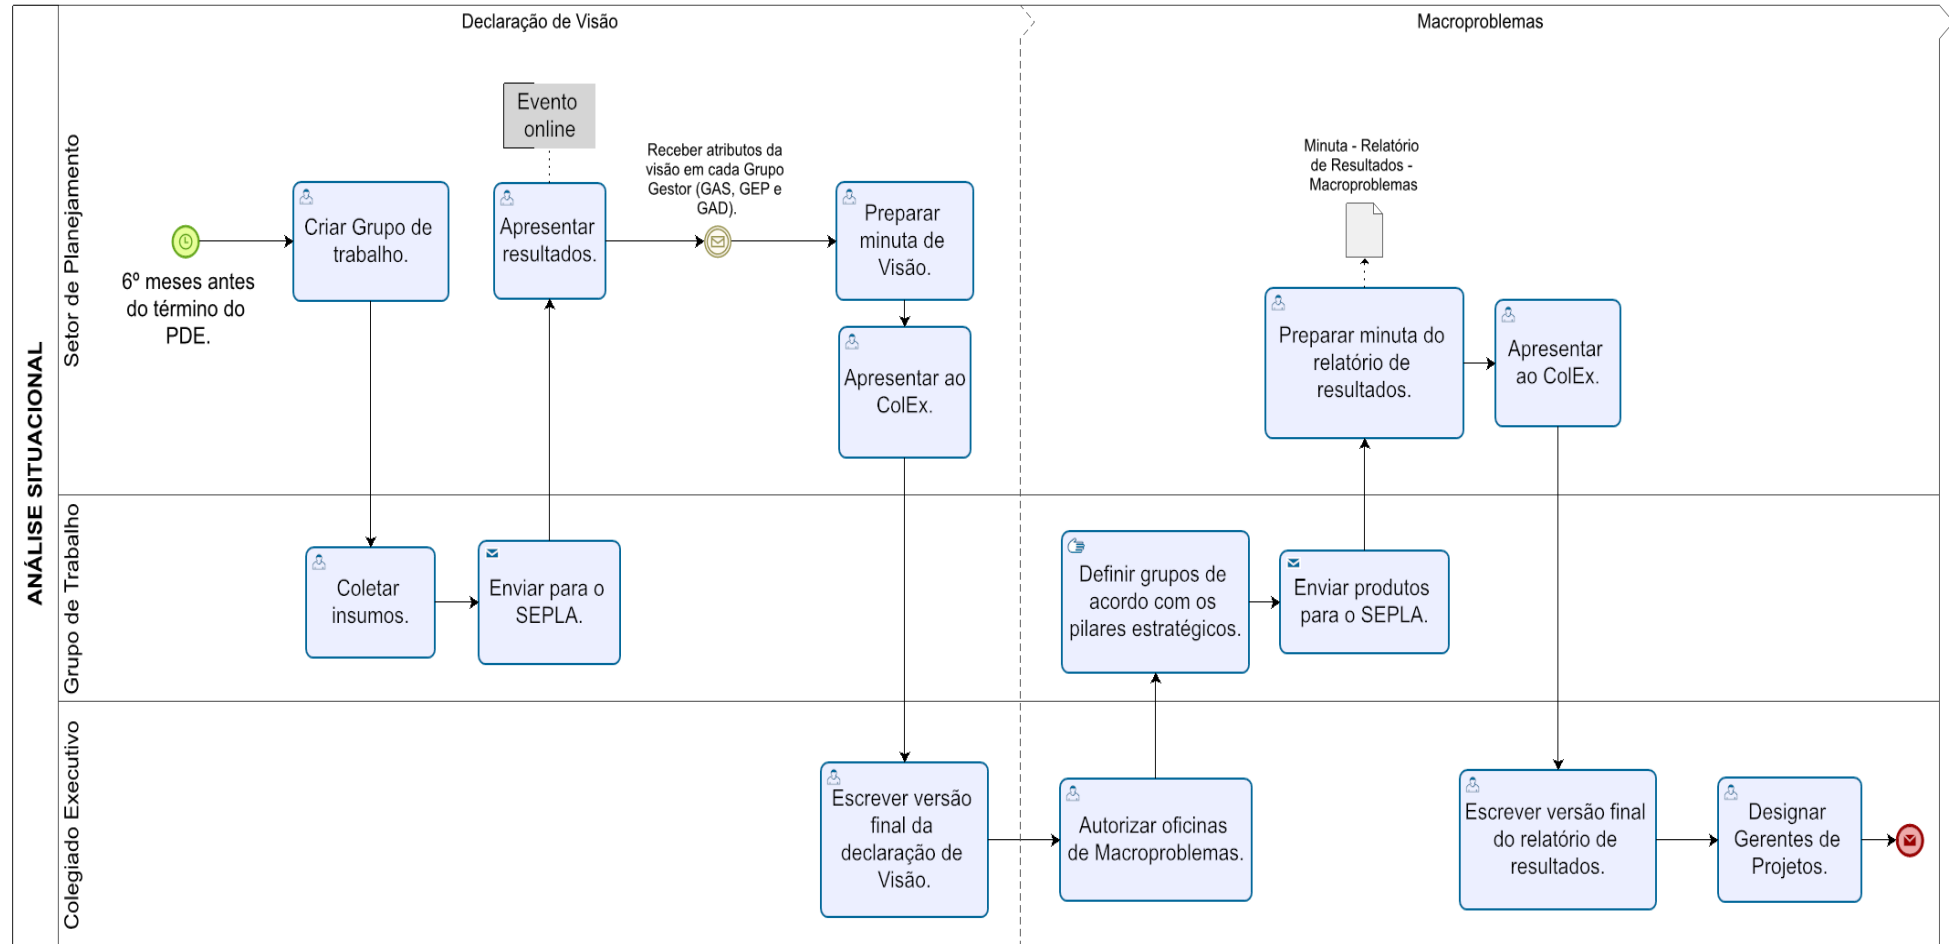 Declaração de Visão
Macroproblemas
ANÁLISE SITUACIONAL
Setor de Planejamento
6º meses antes
do término do
PDE.
Criar Grupo de
trabalho.
Evento
online
Apresentar
resultados.
Receber atributos da
visão em cada Grupo
Gestor (GAS, GEP e
GAD).
Preparar
minuta de
Visão.
Apresentar ao
ColEx.
Minuta - Relatório
de Resultados -
Macroproblemas
Preparar minuta do
relatório de
resultados.
Apresentar
ao ColEx.
Grupo de Trabalho
Coletar
insumos.
Enviar para o
SEPLA.
Definir grupos de
acordo com os
pilares estratégicos.
Enviar produtos
para o SEPLA.
Colegiado Executivo
Escrever versão
final da
declaração de
Visão.
Autorizar oficinas
de Macroproblemas.
Escrever versão final
do relatório de
resultados.
Designar
Gerentes de
Projetos.